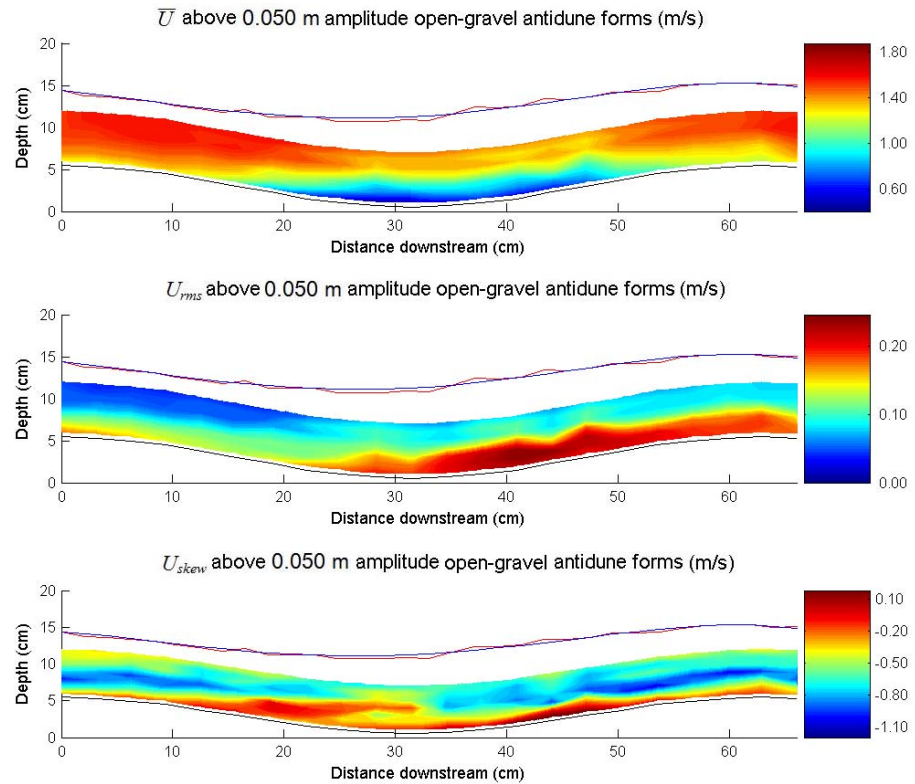 U̅ above 0.050 m amplitude open-gravel antidune forms (m/s)
20
15
10
5
0
Depth (cm)
0 10 20 30 40 50 60
Distance downstream (cm)
1.80
1.40
1.00
0.60
U_rms above 0.050 m amplitude open-gravel antidune forms (m/s)
20
15
10
5
0
Depth (cm)
0 10 20 30 40 50 60
Distance downstream (cm)
0.20
0.10
0.00
U_skew above 0.050 m amplitude open-gravel antidune forms (m/s)
20
15
10
5
0
Depth (cm)
0 10 20 30 40 50 60
Distance downstream (cm)
0.10
-0.20
-0.50
-0.80
-1.10